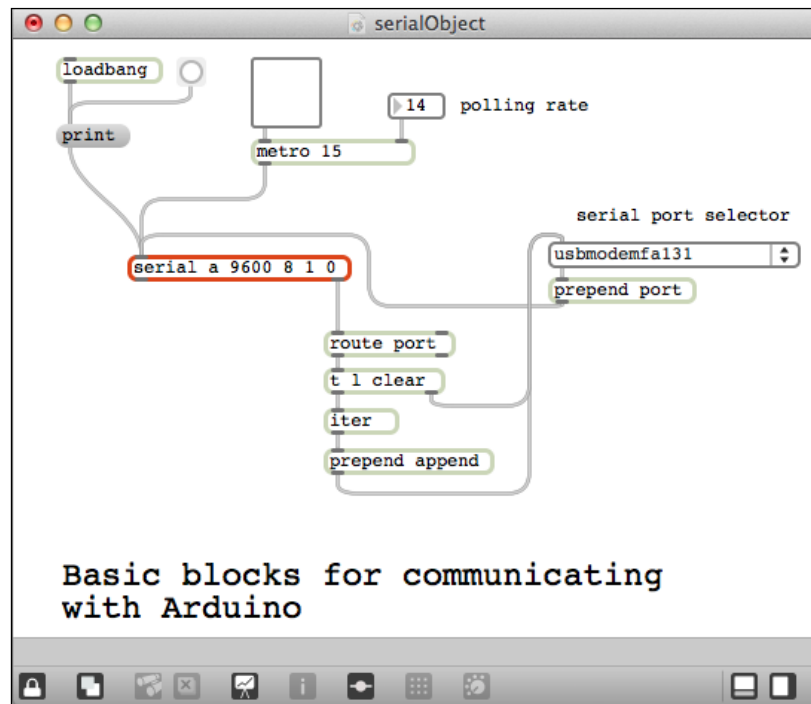 serialObject
loadbang
print
14 polling rate
metro 15
serial port selector
usbmodemfa131
serial a 9600 8 1 0
prepend port
route port
t l clear
iter
prepend append
Basic blocks for communicating
with Arduino